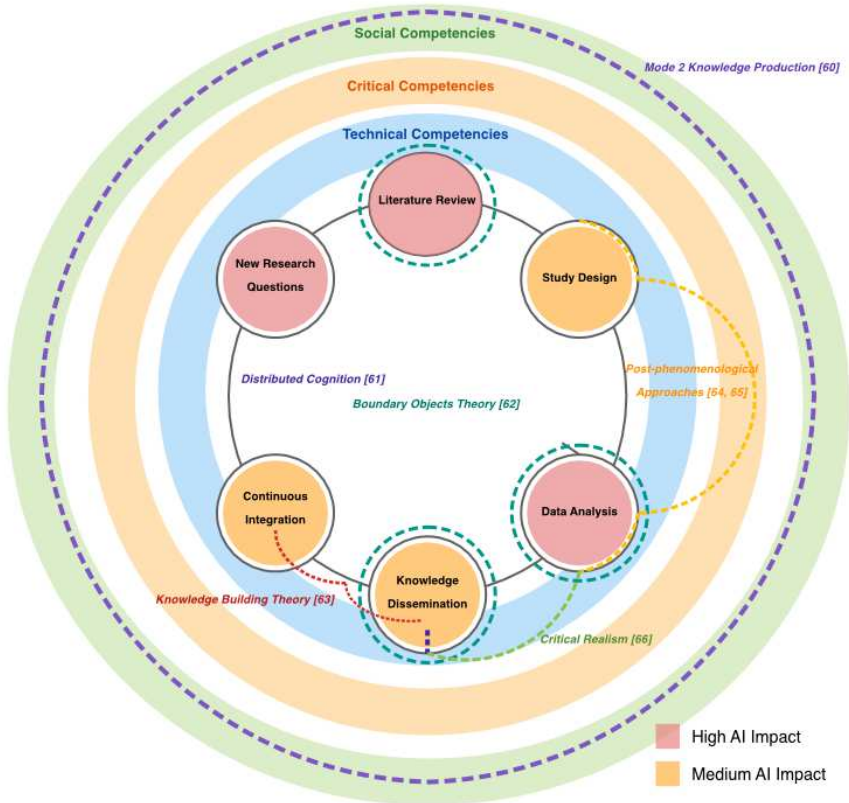 Social Competencies
Mode 2 Knowledge Production [60]
Critical Competencies
Technical Competencies
Literature Review
New Research
Questions
Study Design
Distributed Cognition [61]
Post-phenomenological
Approaches [64, 65]
Boundary Objects Theory [62]
Continuous
Integration
Data Analysis
Knowledge
Dissemination
Knowledge Building Theory [63]
Critical Realism [66]
High AI Impact
Medium AI Impact